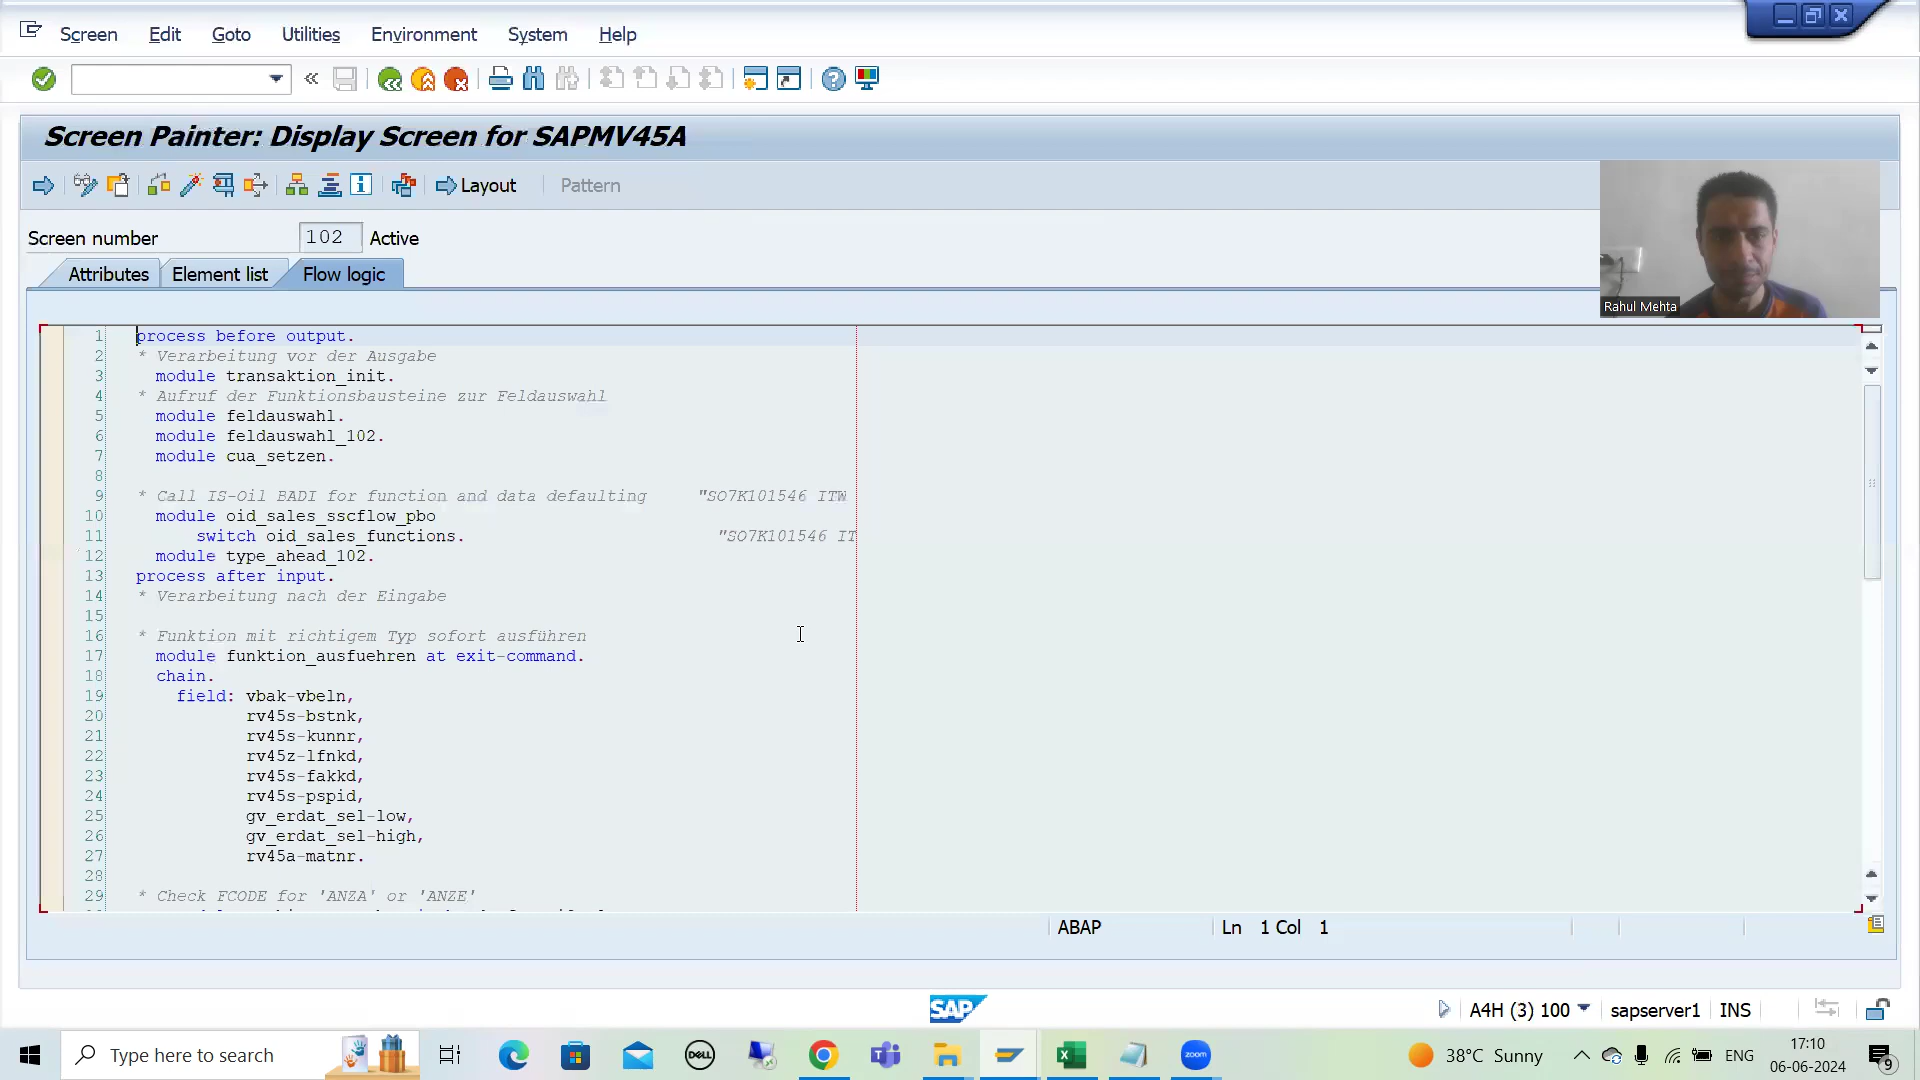 Screen Edit Goto Utilities Environment System Help
Screen Painter: Display Screen for SAPMV45A
Layout Pattern
Screen number 102 Active
Attributes Element list Flow logic
Rahul Mehta
1 process before output.
2 * Verarbeitung vor der Ausgabe
3 module transaktion_init.
4 * Aufruf der Funktionsbausteine zur Feldauswahl
5 module feldauswahl.
6 module feldauswahl_102.
7 module cua_setzen.
8
9 * Call IS-Oil BADI for function and data defaulting "SO7K101546 ITW
10 module oid_sales_sscflow_pbo
11 switch oid_sales_functions. "SO7K101546 IT
12 module type_ahead_102.
13 process after input.
14 * Verarbeitung nach der Eingabe
15
16 * Funktion mit richtigem Typ sofort ausführen
17 module funktion_ausfuehren at exit-command.
18 chain.
19 field: vbak-vbeln,
20 rv45s-bstnk,
21 rv45s-kunnr,
22 rv45z-lfnkd,
23 rv45s-fakkd,
24 rv45s-pspid,
25 gv_erdat_sel-low,
26 gv_erdat_sel-high,
27 rv45a-matnr.
28
29 * Check FCODE for 'ANZA' or 'ANZE'
ABAP Ln 1 Col 1
SAP
A4H (3) 100 sapserver1 INS
Type here to search
DELL
zoom
38°C Sunny
ENG
17:10
06-06-2024
9